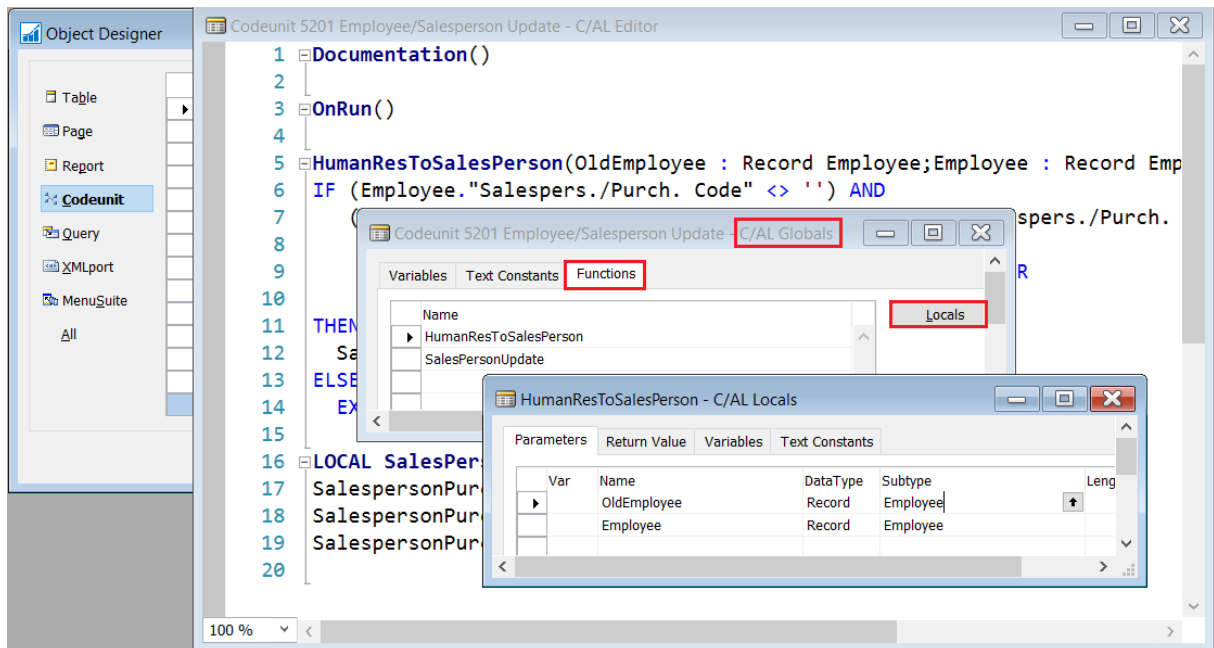 Object Designer
Table
Page
Report
Codeunit
Query
XMLport
MenuSuite
All
Codeunit 5201 Employee/Salesperson Update - C/AL Editor
1 Documentation()
2
3 OnRun()
4
5 HumanResToSalesPerson(OldEmployee : Record Employee;Employee : Record Emp
6 IF (Employee."Salespers./Purch. Code" <> '') AND
7 ( spers./Purch.
8
9 R
10
11 THEN
12 Sa
13 ELSE
14 EX
15
16 LOCAL SalesPer
17 SalespersonPur
18 SalespersonPur
19 SalespersonPur
20
100 %
Codeunit 5201 Employee/Salesperson Update - C/AL Globals
Variables Text Constants Functions
Name
HumanResToSalesPerson
SalesPersonUpdate
Locals
HumanResToSalesPerson - C/AL Locals
Parameters Return Value Variables Text Constants
Var Name DataType Subtype Leng
OldEmployee Record Employee
Employee Record Employee